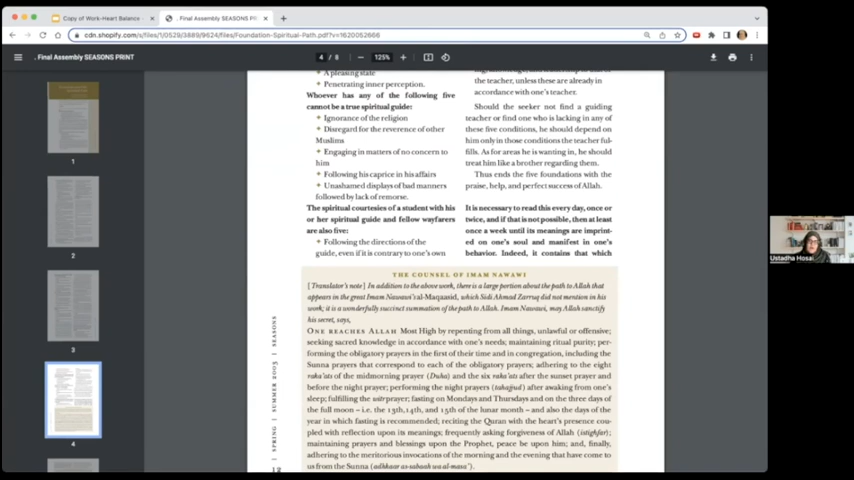 Copy of Work-Heart Balance -
. Final Assembly SEASONS PRINT
cdn.shopify.com/s/files/1/0529/3889/9624/files/Foundation-Spiritual-Path.pdf?v=1620052666
. Final Assembly SEASONS PRINT
4 / 8
125%
1
2
3
4
A pleasing state
Penetrating inner perception.
Whoever has any of the following five
cannot be a true spiritual guide:
Ignorance of the religion
Disregard for the reverence of other
Muslims
Engaging in matters of no concern to
him
Following his caprice in his affairs
Unashamed displays of bad manners
followed by lack of remorse.
The spiritual courtesies of a student with his
or her spiritual guide and fellow wayfarers
are also five:
Following the directions of the
guide, even if it is contrary to one's own
the teacher, unless these are already in
accordance with one's teacher.
Should the seeker not find a guiding
teacher or find one who is lacking in any of
these five conditions, he should depend on
him only in those conditions the teacher ful-
fills. As for areas he is wanting in, he should
treat him like a brother regarding them.
Thus ends the five foundations with the
praise, help, and perfect success of Allah.
It is necessary to read this every day, once or
twice, and if that is not possible, then at least
once a week until its meanings are imprint-
ed on one's soul and manifest in one's
behavior. Indeed, it contains that which
THE COUNSEL OF IMAM NAWAWI
[Translator's note] In addition to the above work, there is a large portion about the path to Allah that
appears in the great Imam Nawawi's al-Maqaasid, which Sidi Ahmad Zarruq did not mention in his
work; it is a wonderfully succinct summation of the path to Allah. Imam Nawawi, may Allah sanctify
his secret, says,
ONE REACHES ALLAH Most High by repenting from all things, unlawful or offensive;
seeking sacred knowledge in accordance with one's needs; maintaining ritual purity; per-
forming the obligatory prayers in the first of their time and in congregation, including the
Sunna prayers that correspond to each of the obligatory prayers; adhering to the eight
raka'ats of the midmorning prayer (Duha) and the six raka'ats after the sunset prayer and
before the night prayer; performing the night prayers (tahajjud) after awaking from one's
sleep; fulfilling the witr prayer; fasting on Mondays and Thursdays and on the three days of
the full moon – i.e. the 13th, 14th, and 15th of the lunar month – and also the days of the
year in which fasting is recommended; reciting the Quran with the heart's presence cou-
pled with reflection upon its meanings; frequently asking forgiveness of Allah (istighfar);
maintaining prayers and blessings upon the Prophet, peace be upon him; and, finally,
adhering to the meritorious invocations of the morning and the evening that have come to
us from the Sunna (adhkaar as-sabaah wa al-masa').
SPRING | SUMMER 2003 | SEASONS
12
Ustadha Hosai